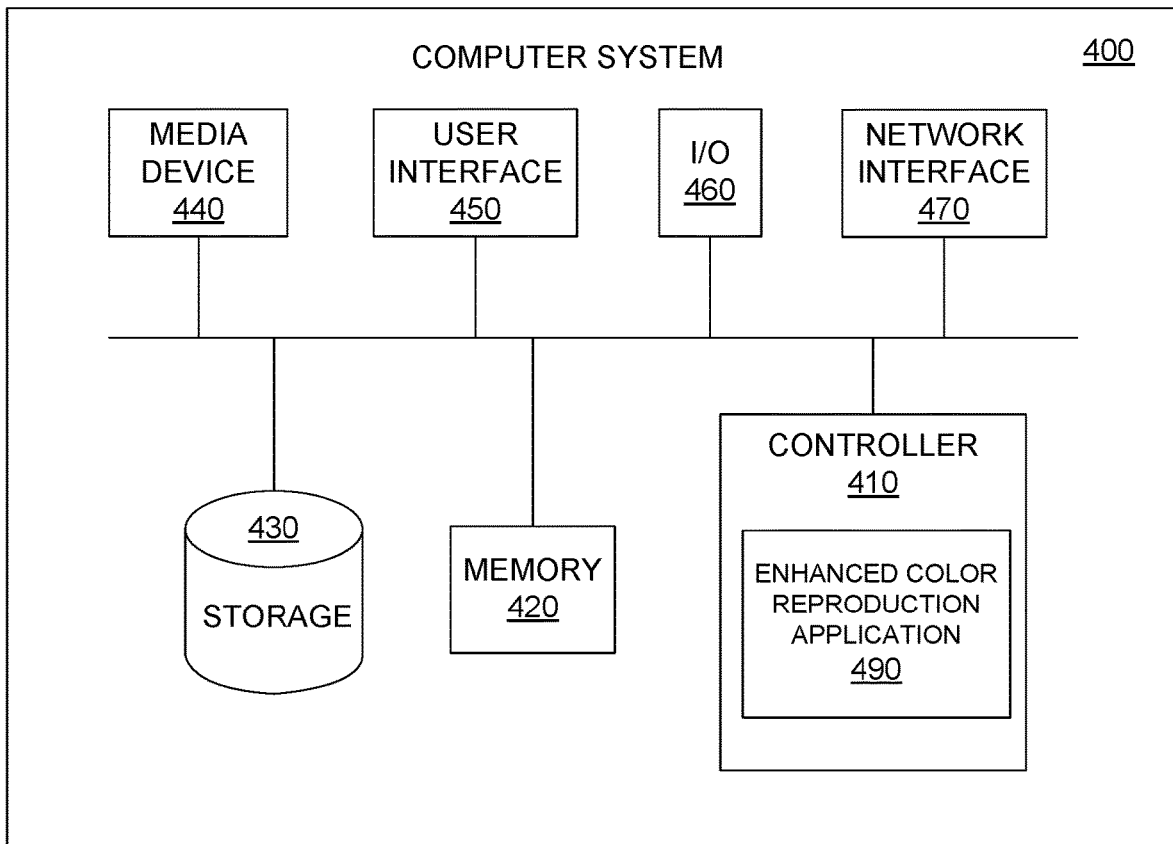 COMPUTER SYSTEM
400
MEDIA
DEVICE
440
USER
INTERFACE
450
I/O
460
NETWORK
INTERFACE
470
430
STORAGE
MEMORY
420
CONTROLLER
410
ENHANCED COLOR
REPRODUCTION
APPLICATION
490